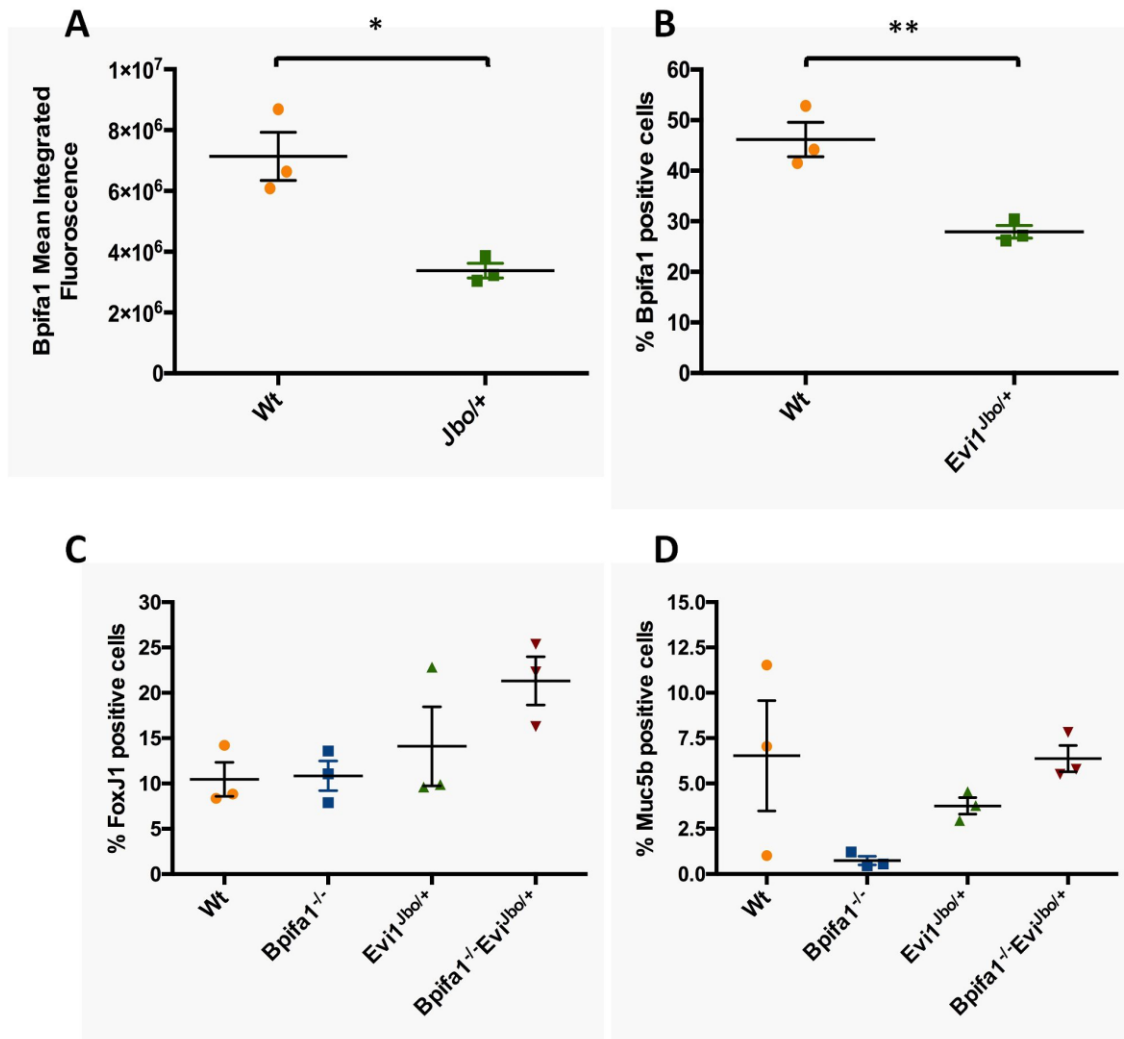 A
*
Bpifa1 Mean Integrated
Fluoroscence
1×10⁷
8×10⁶
6×10⁶
4×10⁶
2×10⁶
0
Wt
Jbo/+
B
**
% Bpifa1 positive cells
60
50
40
30
20
10
0
Wt
Evi1ᴶᵇᵒ/⁺
C
% FoxJ1 positive cells
30
25
20
15
10
5
0
Wt
Bpifa1⁻/⁻
Evi1ᴶᵇᵒ/⁺
Bpifa1⁻/⁻Eviᴶᵇᵒ/⁺
D
% Muc5b positive cells
15.0
12.5
10.0
7.5
5.0
2.5
0.0
Wt
Bpifa1⁻/⁻
Evi1ᴶᵇᵒ/⁺
Bpifa1⁻/⁻Eviᴶᵇᵒ/⁺